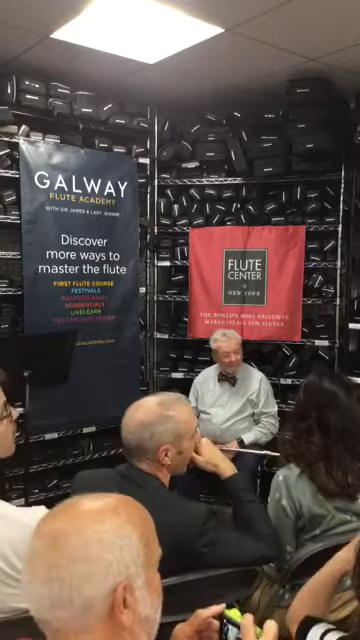 GALWAY
FLUTE ACADEMY
WITH SIR JAMES & LADY JEANNE
Discover
more ways to
master the flute
FIRST FLUTE COURSE
FESTIVALS
MASTERCLASSES
RESIDENTIALS
LIVELEARN
FLUTE
CENTER
of
NEW YORK
THE WORLD'S MOST EXCLUSIVE
MARKETPLACE FOR FLUTES